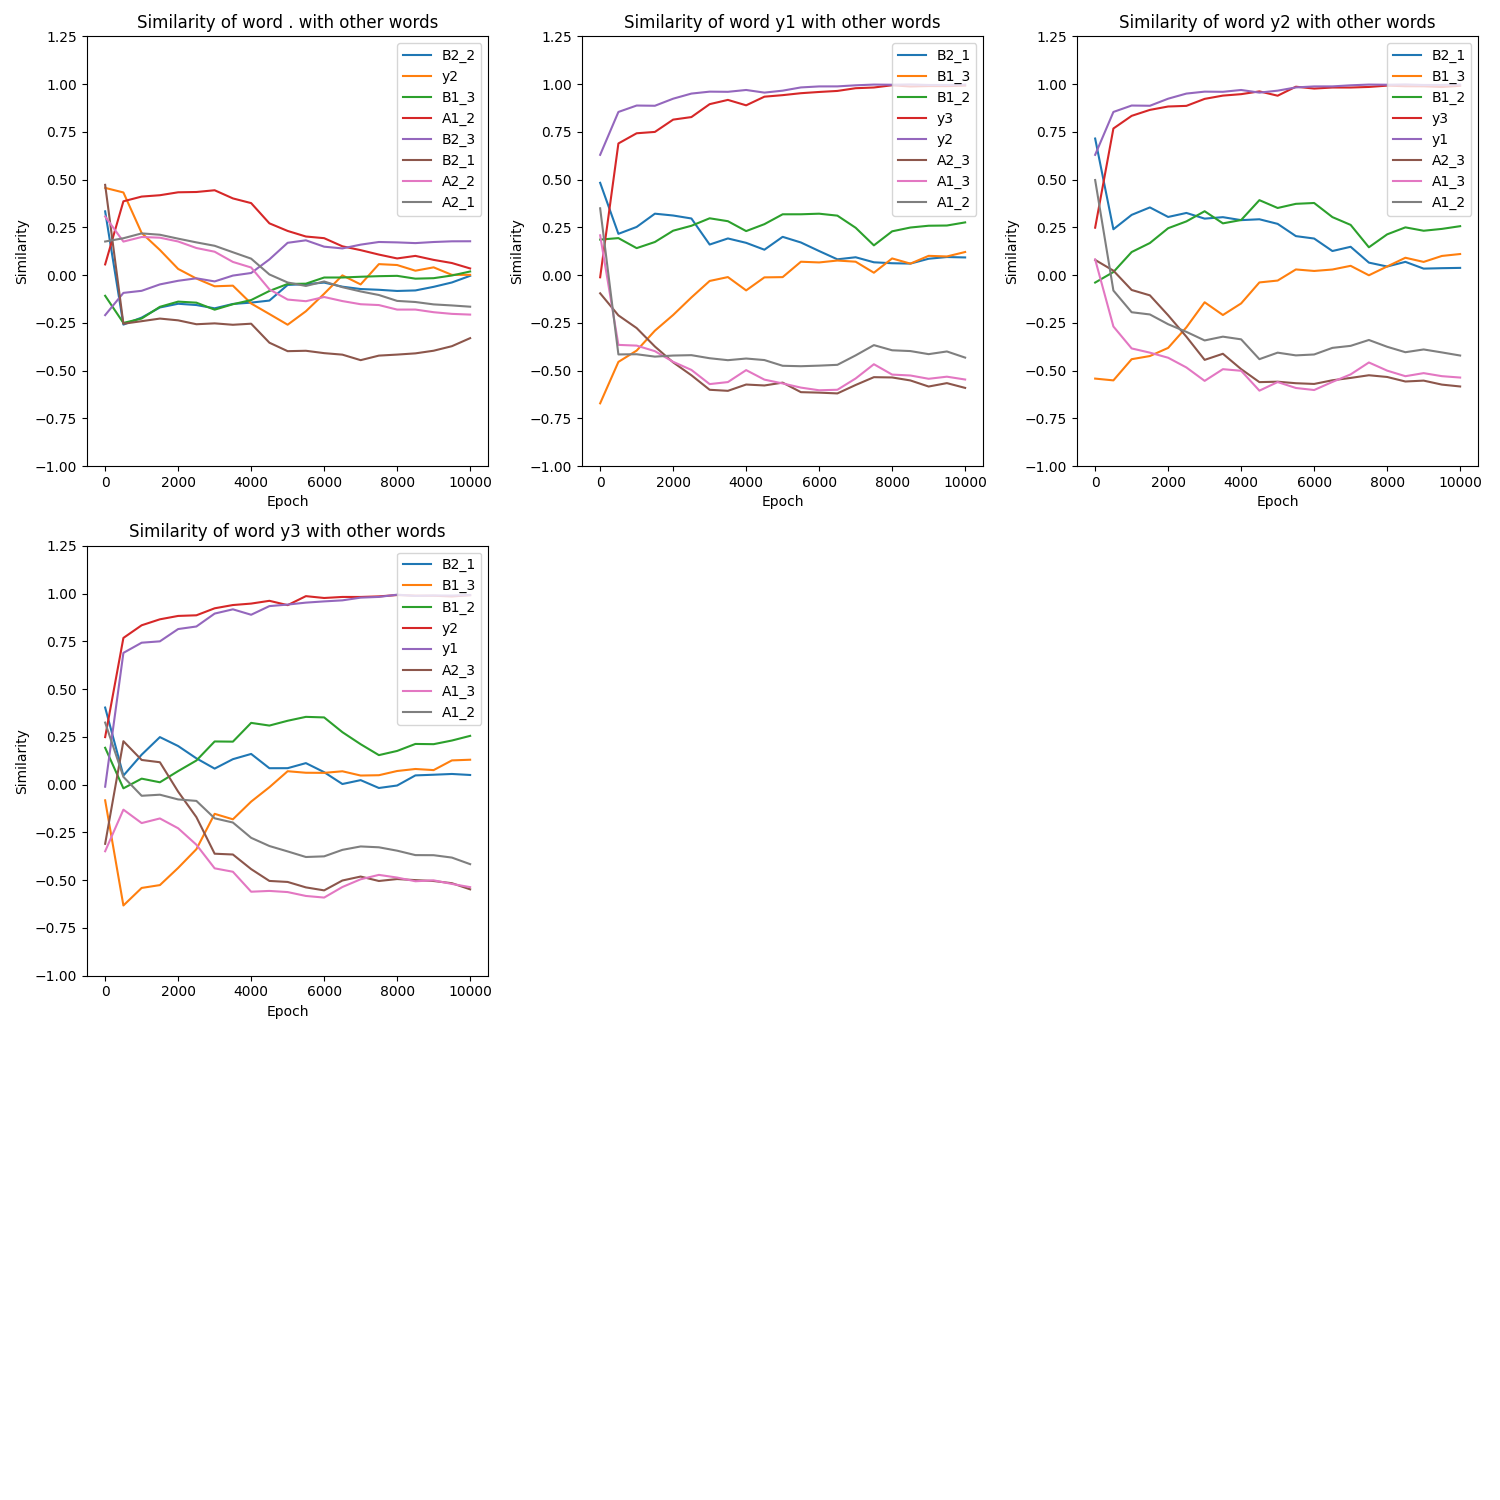 Similarity of word . with other words
1.25
1.00
0.75
0.50
0.25
0.00
−0.25
−0.50
−0.75
−1.00
Similarity
0 2000 4000 6000 8000 10000
Epoch
B2_2
y2
B1_3
A1_2
B2_3
B2_1
A2_2
A2_1
Similarity of word y1 with other words
1.25
1.00
0.75
0.50
0.25
0.00
−0.25
−0.50
−0.75
−1.00
Similarity
0 2000 4000 6000 8000 10000
Epoch
B2_1
B1_3
B1_2
y3
y2
A2_3
A1_3
A1_2
Similarity of word y2 with other words
1.25
1.00
0.75
0.50
0.25
0.00
−0.25
−0.50
−0.75
−1.00
Similarity
0 2000 4000 6000 8000 10000
Epoch
B2_1
B1_3
B1_2
y3
y1
A2_3
A1_3
A1_2
Similarity of word y3 with other words
1.25
1.00
0.75
0.50
0.25
0.00
−0.25
−0.50
−0.75
−1.00
Similarity
0 2000 4000 6000 8000 10000
Epoch
B2_1
B1_3
B1_2
y2
y1
A2_3
A1_3
A1_2